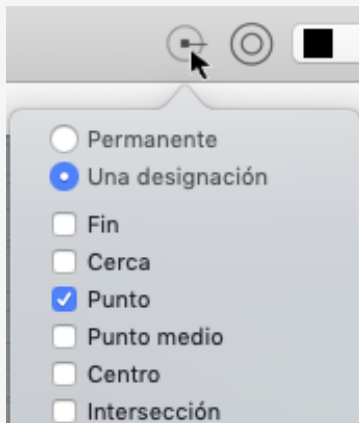 Permanente
Una designación
Fin
Cerca
Punto
Punto medio
Centro
Intersección